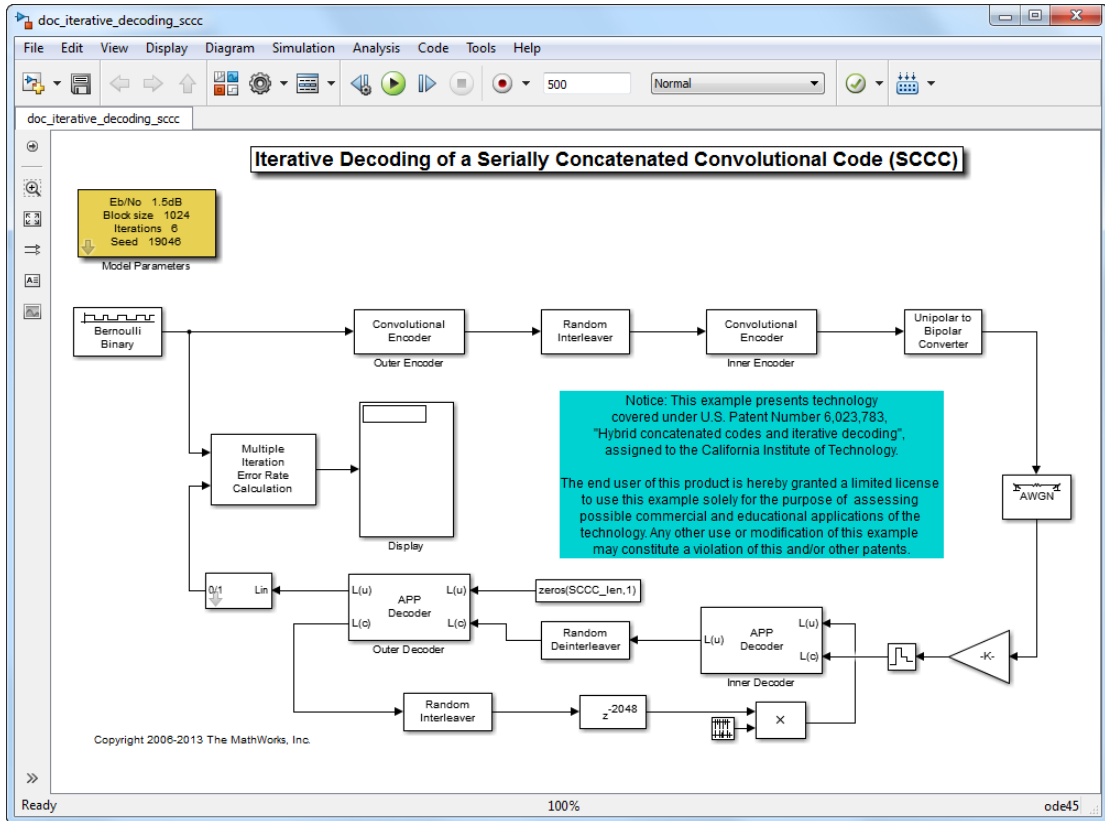 doc_iterative_decoding_sccc
File Edit View Display Diagram Simulation Analysis Code Tools Help
500
Normal
doc_iterative_decoding_sccc
Iterative Decoding of a Serially Concatenated Convolutional Code (SCCC)
Eb/No 1.5dB
Block size 1024
Iterations 6
Seed 19046
Model Parameters
Bernoulli
Binary
Convolutional
Encoder
Outer Encoder
Random
Interleaver
Convolutional
Encoder
Inner Encoder
Unipolar to
Bipolar
Converter
Multiple
Iteration
Error Rate
Calculation
Display
Notice: This example presents technology
covered under U.S. Patent Number 6,023,783,
"Hybrid concatenated codes and iterative decoding",
assigned to the California Institute of Technology.
The end user of this product is hereby granted a limited license
to use this example solely for the purpose of assessing
possible commercial and educational applications of the
technology. Any other use or modification of this example
may constitute a violation of this and/or other patents.
AWGN
0/1 Lin
L(u) L(u)
APP
Decoder
L(c) L(c)
Outer Decoder
zeros(SCCC_len,1)
Random
Deinterleaver
L(u)
APP
Decoder
L(u)
L(c)
Inner Decoder
-K-
Random
Interleaver
z-2048
×
Copyright 2006-2013 The MathWorks, Inc.
Ready
100%
ode45